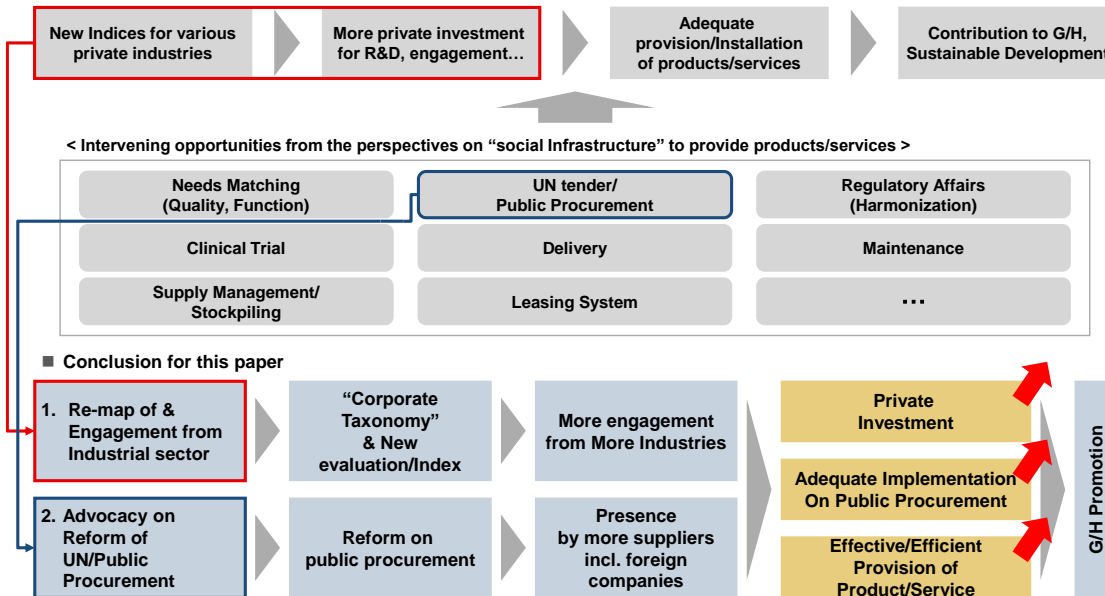 New Indices for various
private industries
More private investment
for R&D, engagement…
Adequate
provision/Installation
of products/services
Contribution to G/H,
Sustainable Development
< Intervening opportunities from the perspectives on “social Infrastructure” to provide products/services >
Needs Matching
(Quality, Function)
UN tender/
Public Procurement
Regulatory Affairs
(Harmonization)
Clinical Trial
Delivery
Maintenance
Supply Management/
Stockpiling
Leasing System
…
■ Conclusion for this paper
1. Re-map of &
Engagement from
Industrial sector
“Corporate
Taxonomy”
& New
evaluation/Index
More engagement
from More Industries
Private
Investment
2. Advocacy on
Reform of
UN/Public
Procurement
Reform on
public procurement
Presence
by more suppliers
incl. foreign
companies
Adequate Implementation
On Public Procurement
Effective/Efficient
Provision of
Product/Service
G/H Promotion